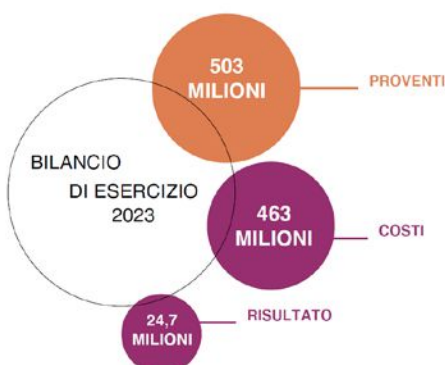 503
MILIONI
PROVENTI
BILANCIO
DI ESERCIZIO
2023
463
MILIONI
COSTI
24,7
MILIONI
RISULTATO